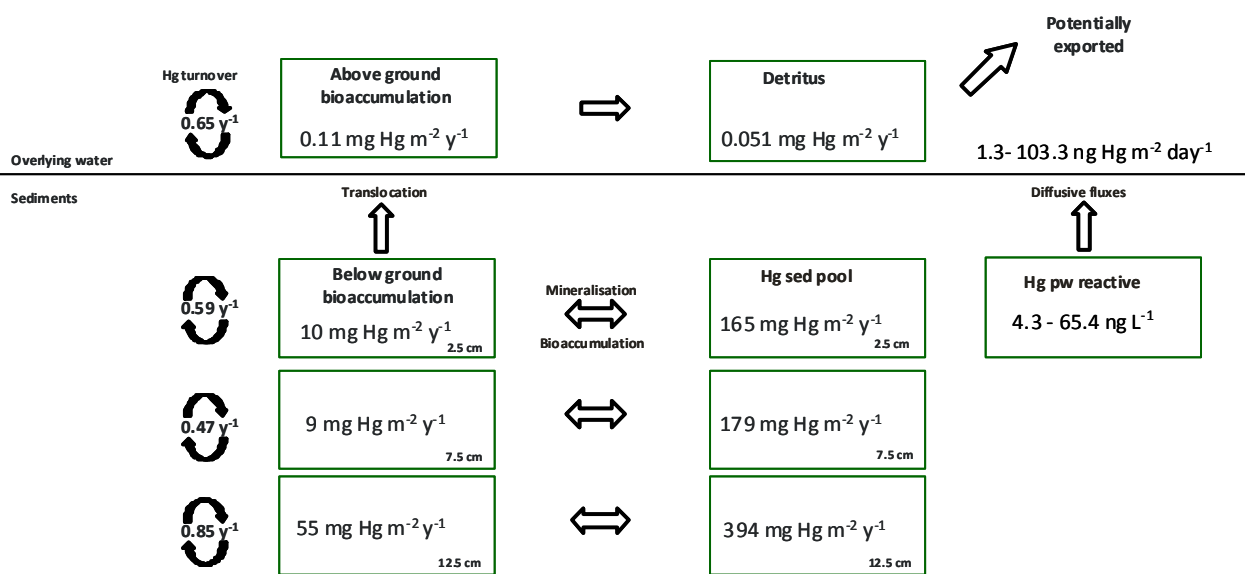 Potentially
exported
Hg turnover
0.65 y⁻¹
Above ground
bioaccumulation
0.11 mg Hg m⁻² y⁻¹
Detritus
0.051 mg Hg m⁻² y⁻¹
1.3- 103.3 ng Hg m⁻² day⁻¹
Overlying water
Sediments
Translocation
Diffusive fluxes
0.59 y⁻¹
Below ground
bioaccumulation
10 mg Hg m⁻² y⁻¹
2.5 cm
Mineralisation
Bioaccumulation
Hg sed pool
165 mg Hg m⁻² y⁻¹
2.5 cm
Hg pw reactive
4.3 - 65.4 ng L⁻¹
0.47 y⁻¹
9 mg Hg m⁻² y⁻¹
7.5 cm
179 mg Hg m⁻² y⁻¹
7.5 cm
0.85 y⁻¹
55 mg Hg m⁻² y⁻¹
12.5 cm
394 mg Hg m⁻² y⁻¹
12.5 cm